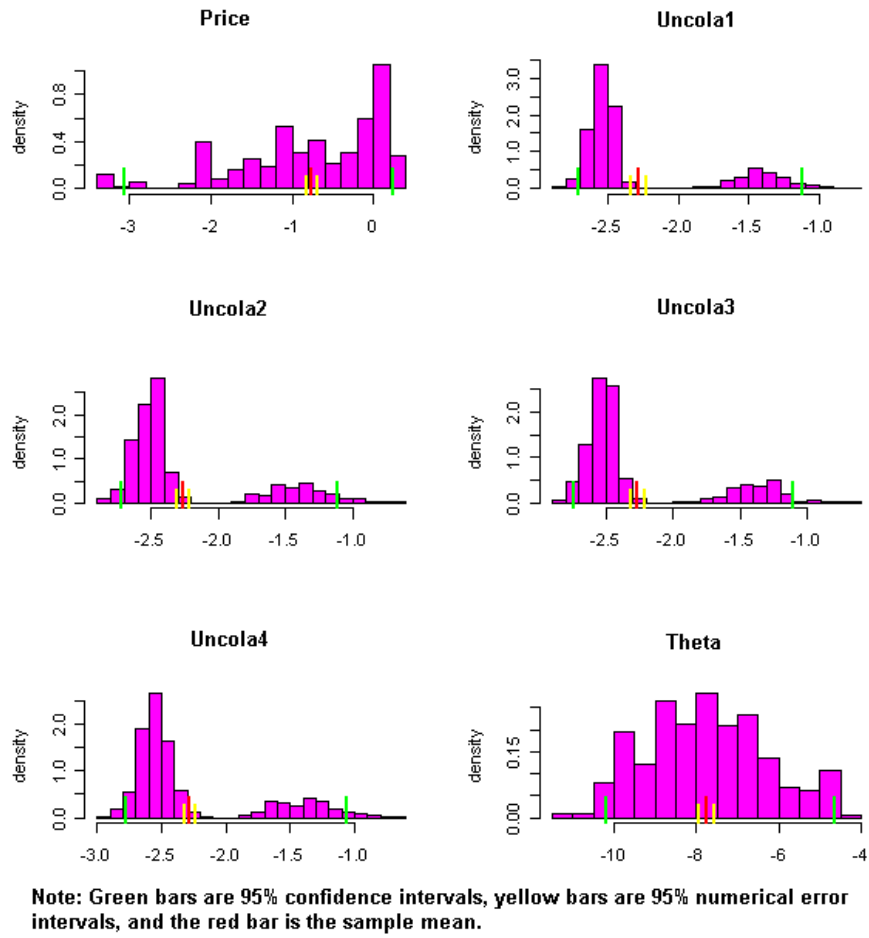 Price
density
0.0 0.4 0.8
-3 -2 -1 0
Uncola1
density
0.0 1.0 2.0 3.0
-2.5 -2.0 -1.5 -1.0
Uncola2
density
0.0 1.0 2.0
-2.5 -2.0 -1.5 -1.0
Uncola3
density
0.0 1.0 2.0
-2.5 -2.0 -1.5 -1.0
Uncola4
density
0.0 1.0 2.0
-3.0 -2.5 -2.0 -1.5 -1.0
Theta
density
0.00 0.15
-10 -8 -6 -4
Note: Green bars are 95% confidence intervals, yellow bars are 95% numerical error
intervals, and the red bar is the sample mean.